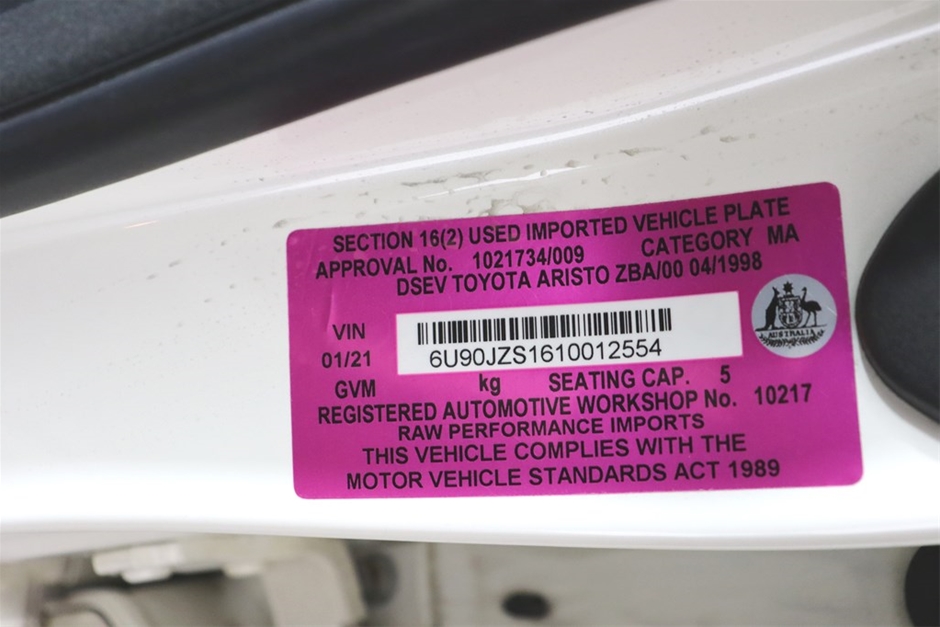 SECTION 16(2) USED IMPORTED VEHICLE PLATE
APPROVAL No. 1021734/009 CATEGORY MA
DSEV TOYOTA ARISTO ZBA/00 04/1998
VIN
01/21
6U90JZS1610012554
AUSTRALIA
GVM kg SEATING CAP. 5
REGISTERED AUTOMOTIVE WORKSHOP No. 10217
RAW PERFORMANCE IMPORTS
THIS VEHICLE COMPLIES WITH THE
MOTOR VEHICLE STANDARDS ACT 1989